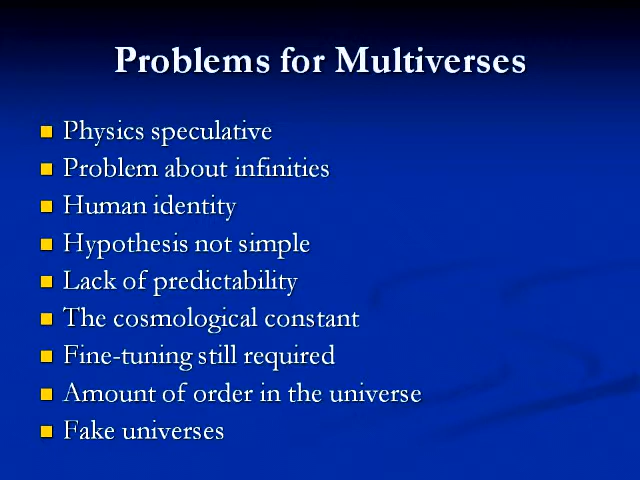 Problems for Multiverses
Physics speculative
Problem about infinities
Human identity
Hypothesis not simple
Lack of predictability
The cosmological constant
Fine-tuning still required
Amount of order in the universe
Fake universes